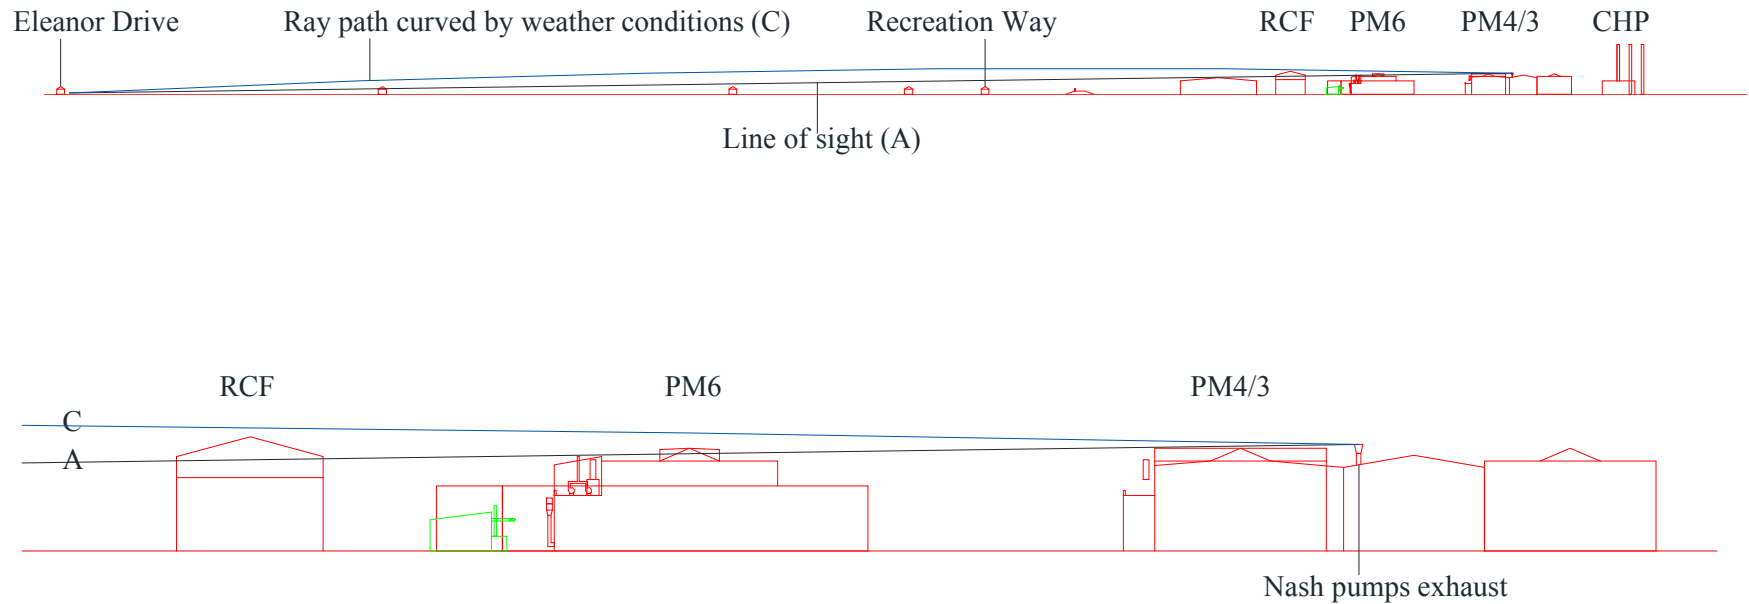 Eleanor Drive
Ray path curved by weather conditions (C)
Recreation Way
RCF
PM6
PM4/3
CHP
Line of sight (A)
RCF
PM6
PM4/3
C
A
Nash pumps exhaust